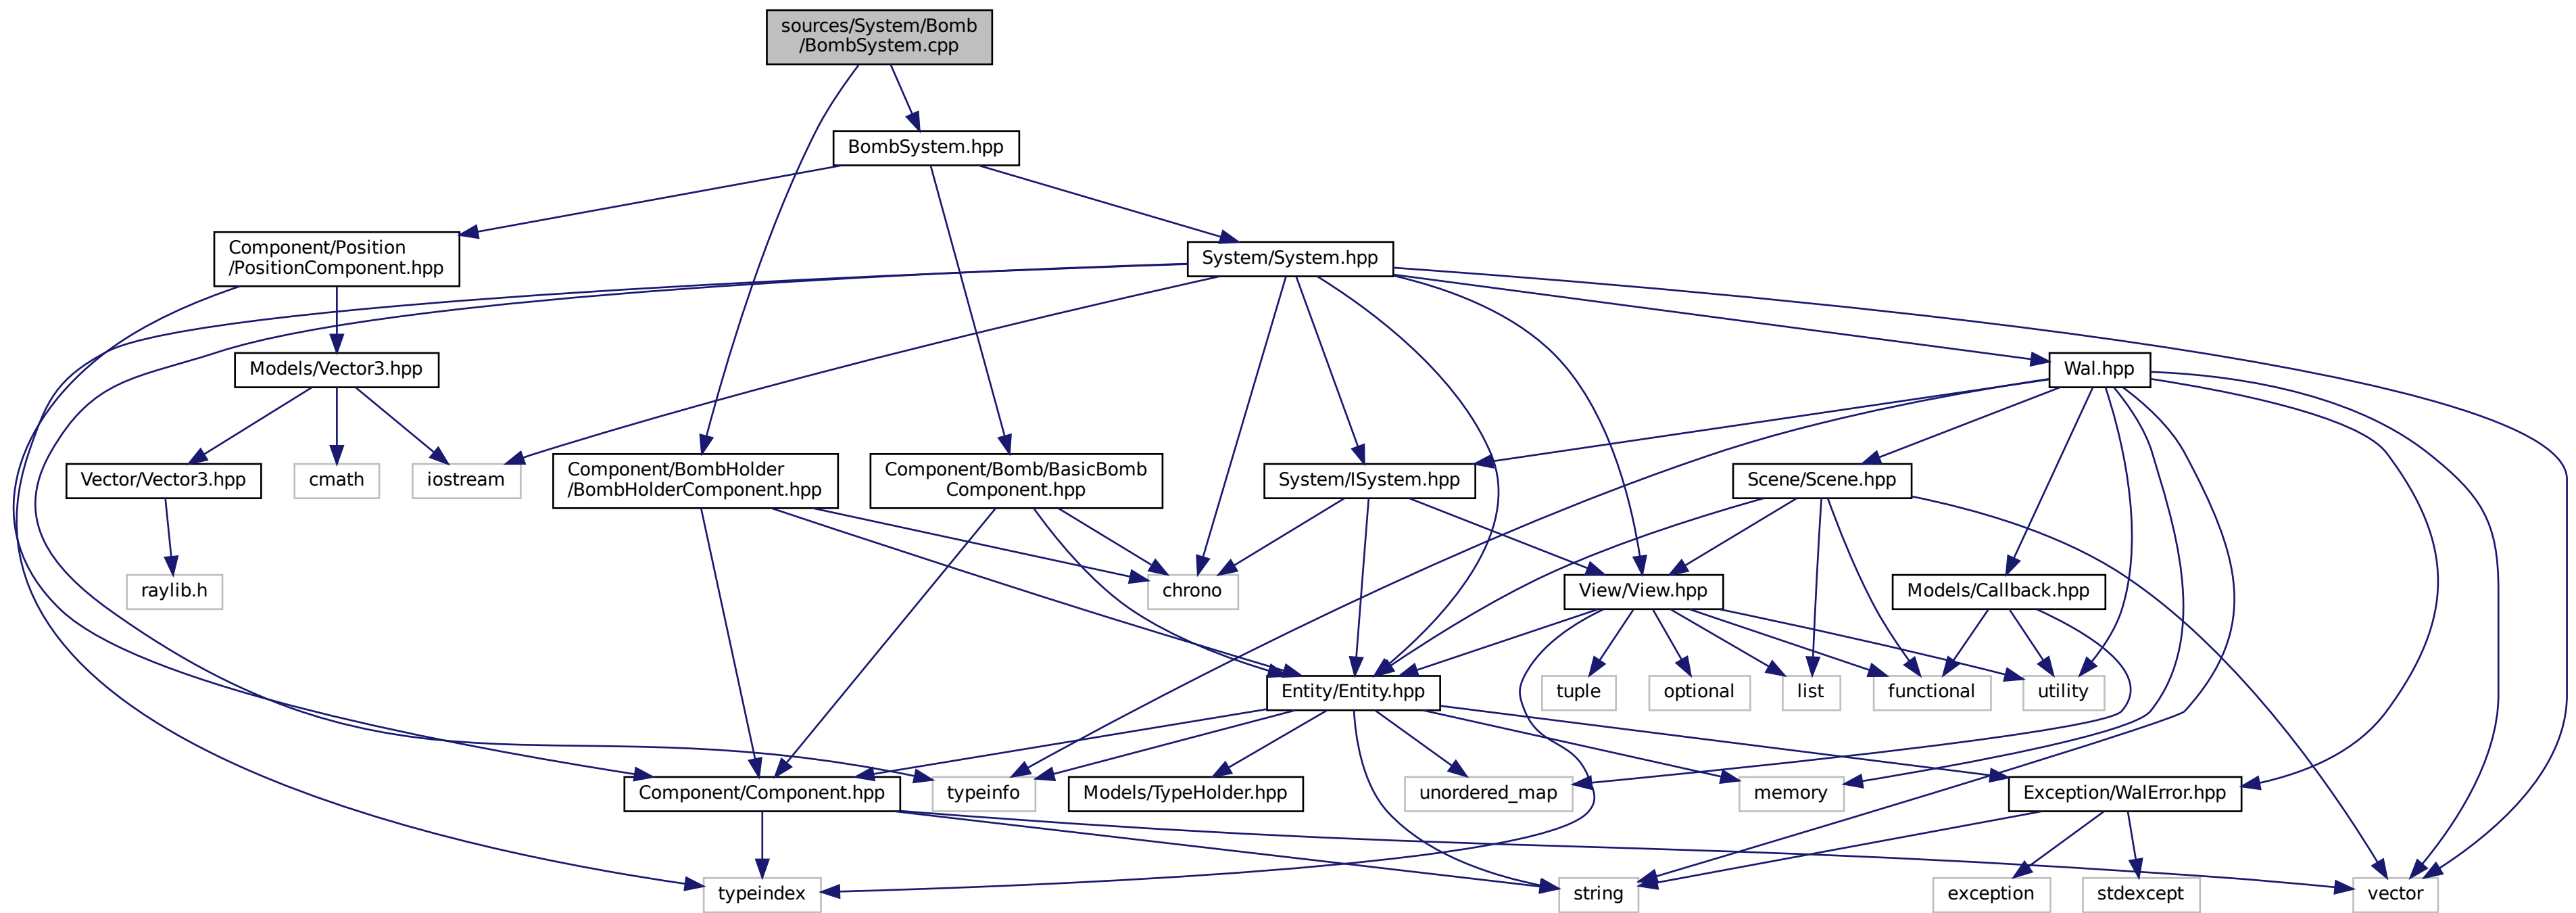 sources/System/Bomb
/BombSystem.cpp
BombSystem.hpp
Component/Position
/PositionComponent.hpp
System/System.hpp
Models/Vector3.hpp
Wal.hpp
Vector/Vector3.hpp
cmath
iostream
Component/BombHolder
/BombHolderComponent.hpp
Component/Bomb/BasicBomb
Component.hpp
System/ISystem.hpp
Scene/Scene.hpp
raylib.h
chrono
View/View.hpp
Models/Callback.hpp
Entity/Entity.hpp
tuple
optional
list
functional
utility
Component/Component.hpp
typeinfo
Models/TypeHolder.hpp
unordered_map
memory
Exception/WalError.hpp
typeindex
string
exception
stdexcept
vector